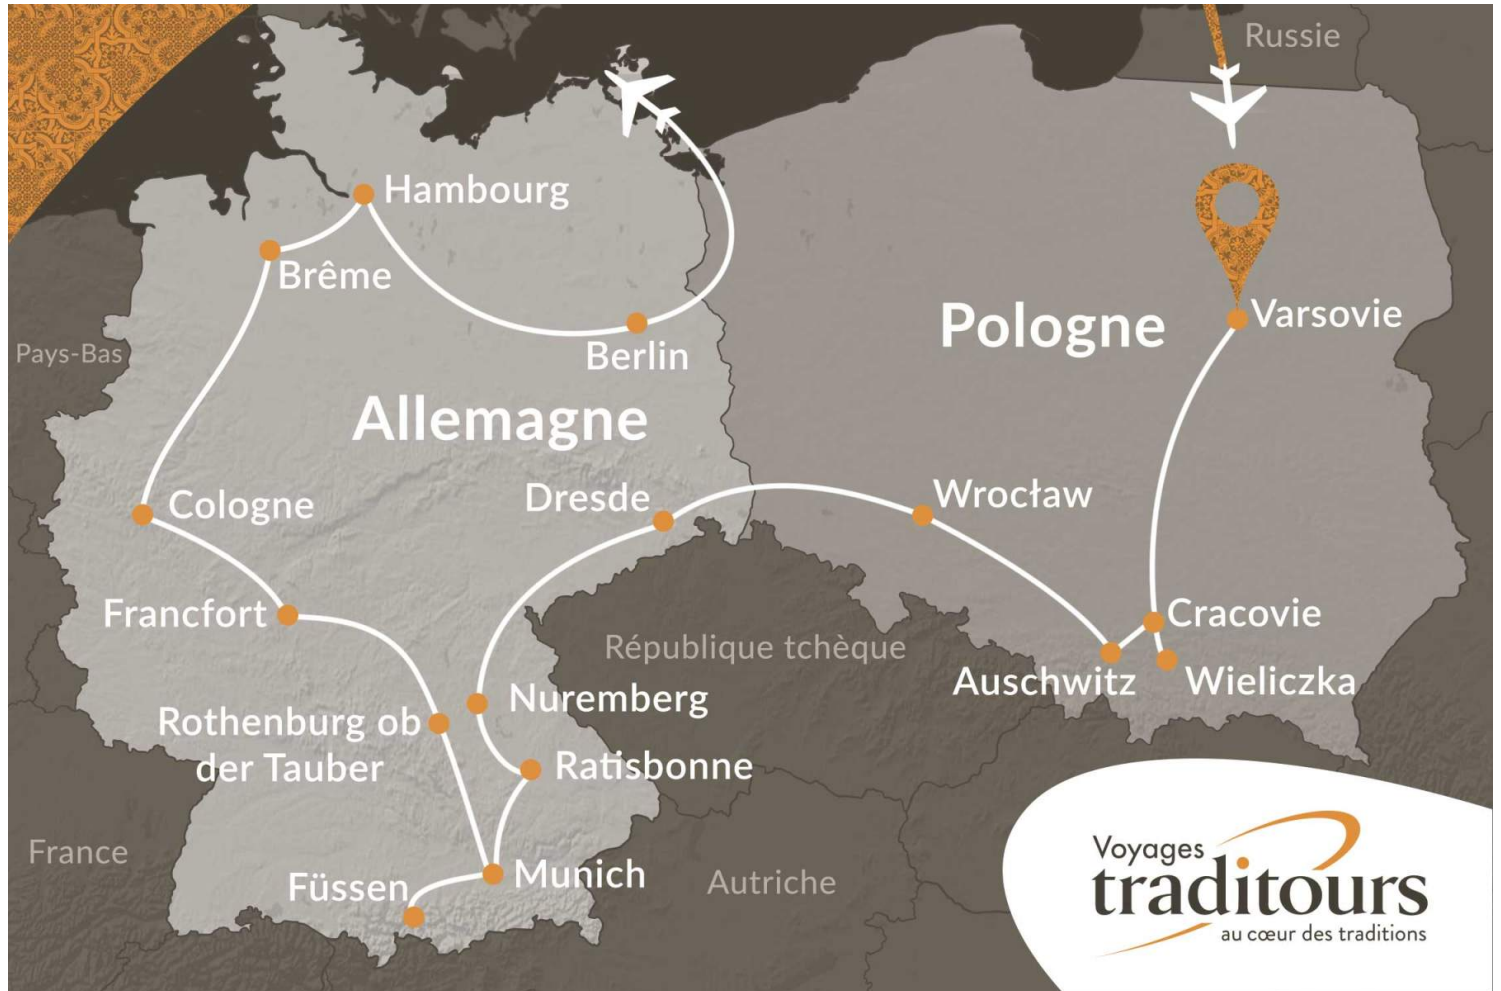 Russie
Hambourg
Brême
Pologne
Varsovie
Pays-Bas
Berlin
Allemagne
Cologne
Dresde
Wrocław
Francfort
Cracovie
République tchèque
Auschwitz
Wieliczka
Nuremberg
Rothenburg ob
der Tauber
Ratisbonne
France
Füssen
Munich
Autriche
Voyages
traditours
au cœur des traditions